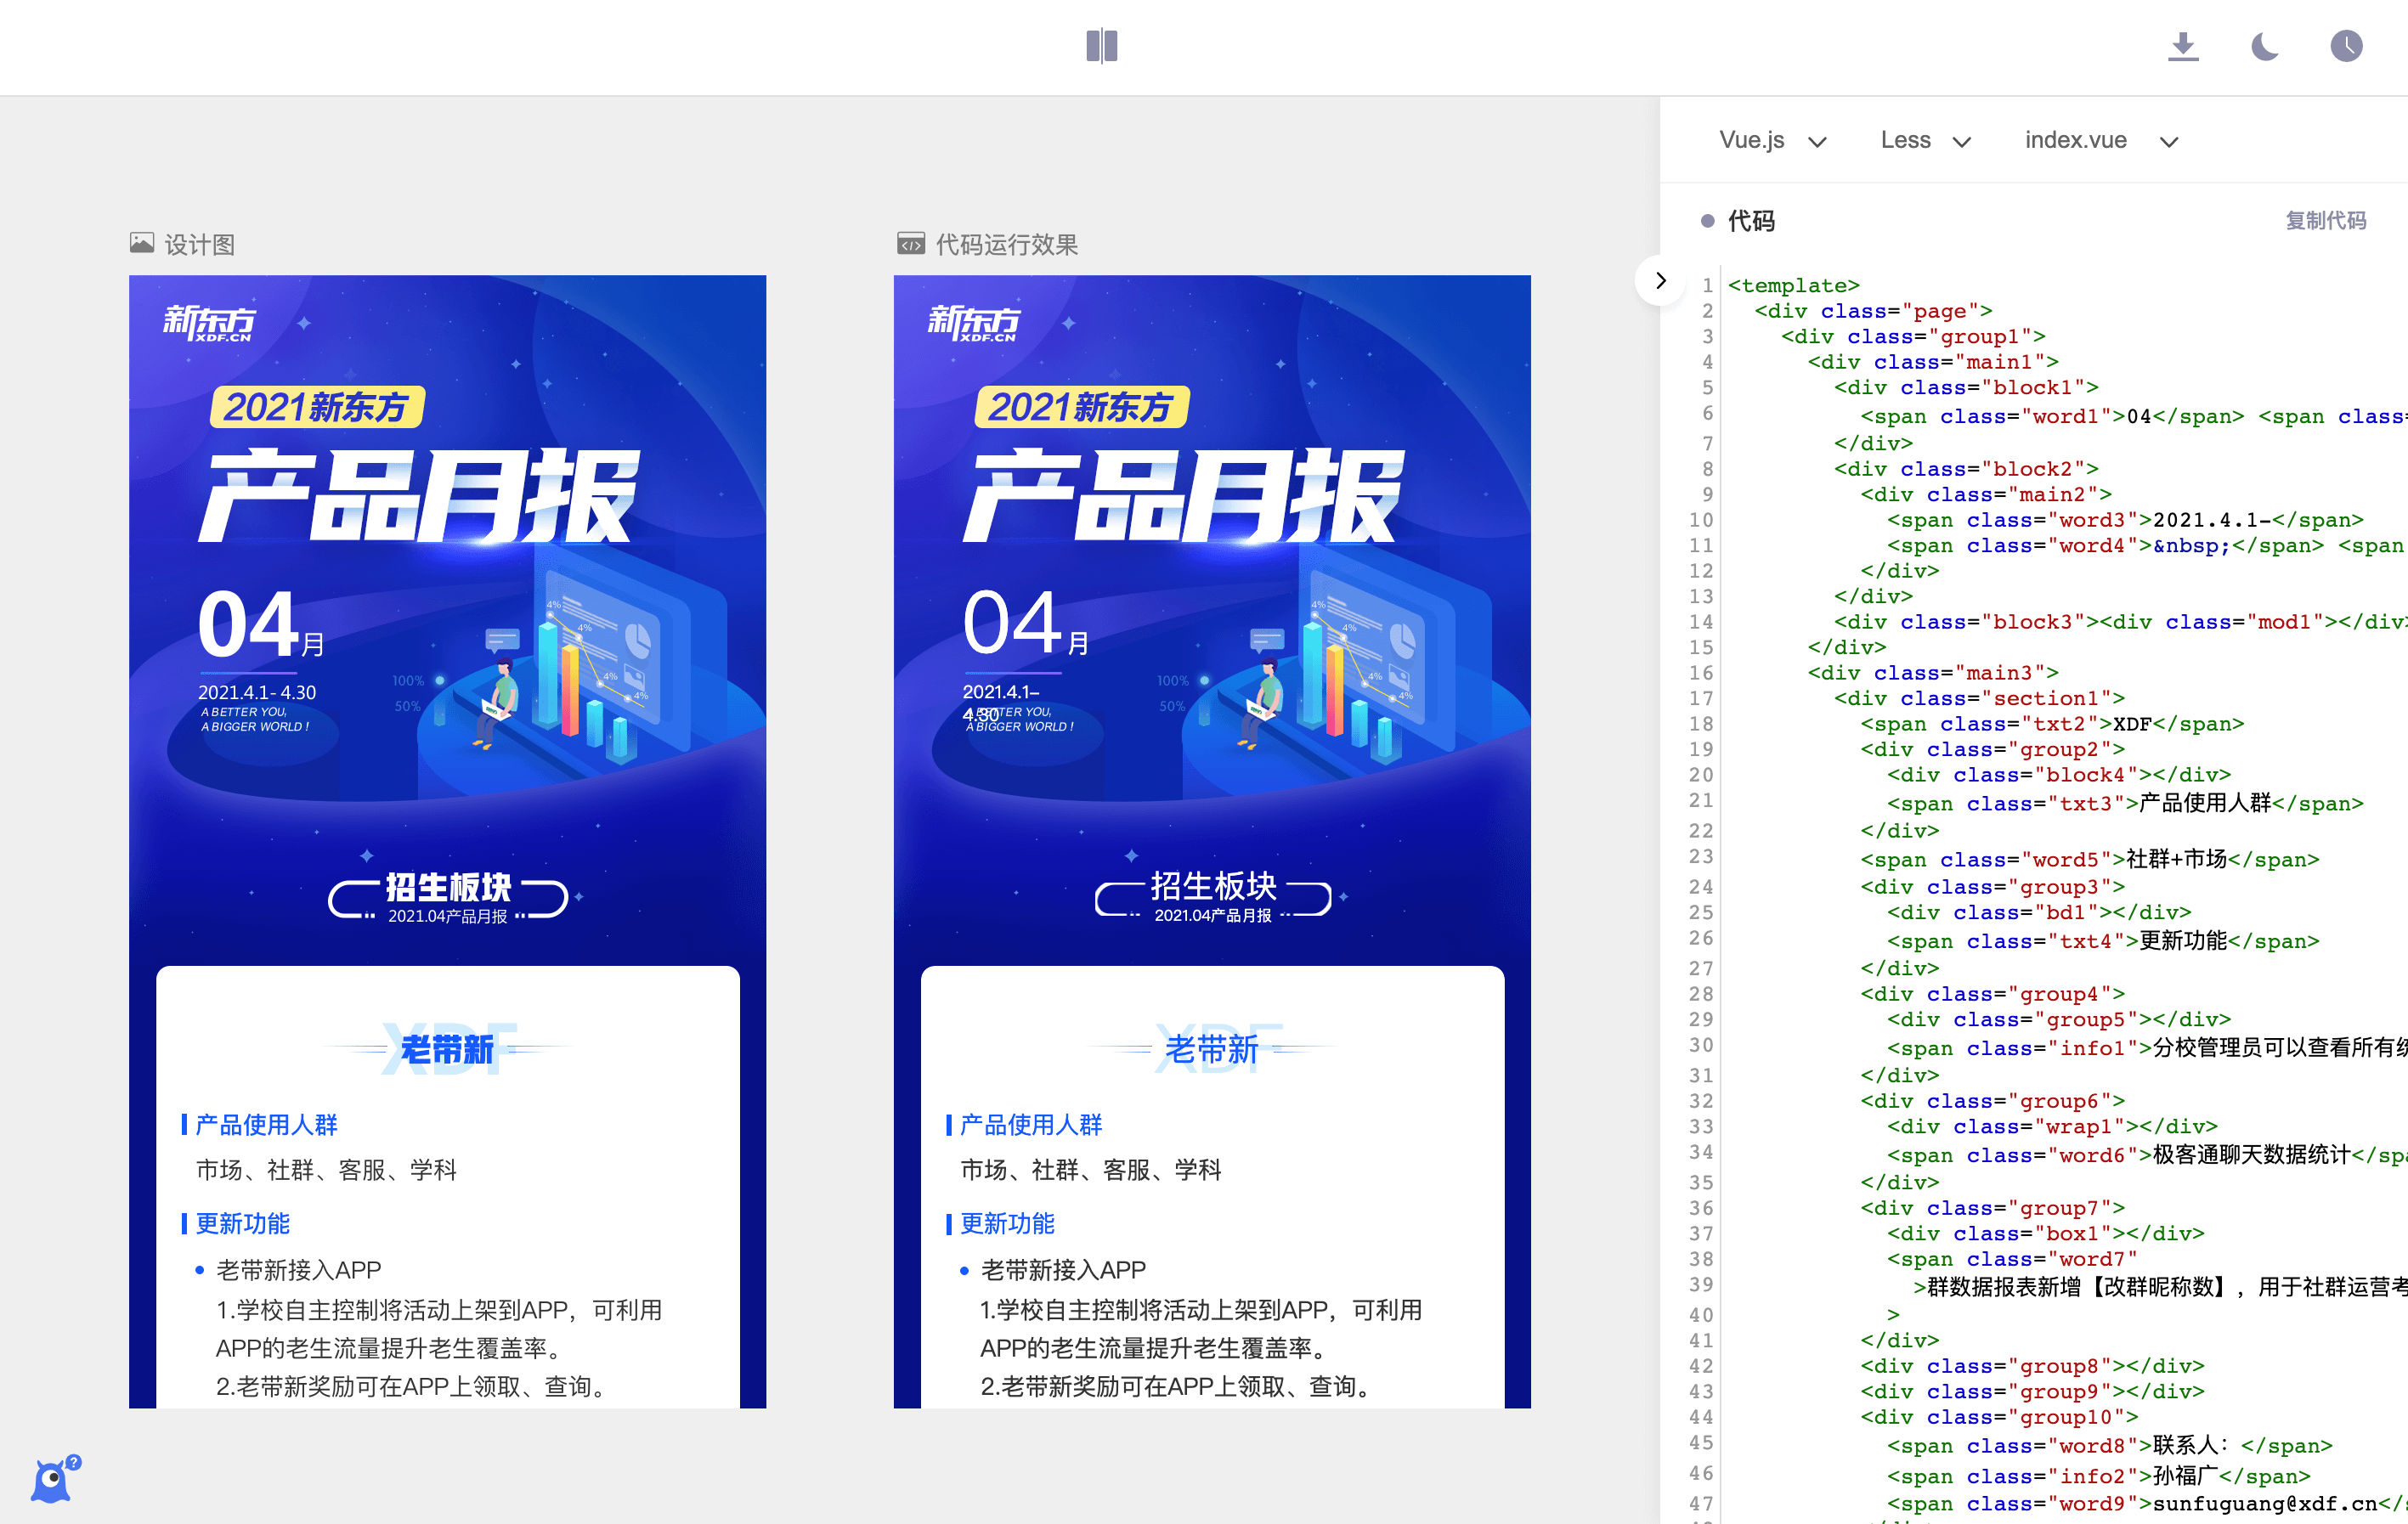 Vue.js
Less
index.vue
代码
复制代码
设计图
代码运行效果
新东方
XDF.CN
2021新东方
产品月报
04月
2021.4.1- 4.30
A BETTER YOU,
A BIGGER WORLD !
100%
50%
4%
4%
4%
4%
招生板块
2021.04产品月报
XDF
老带新
产品使用人群
市场、社群、客服、学科
更新功能
老带新接入APP
1.学校自主控制将活动上架到APP，可利用
APP的老生流量提升老生覆盖率。
2.老带新奖励可在APP上领取、查询。
新东方
XDF.CN
2021新东方
产品月报
04月
2021.4.1–
4.30
A BETTER YOU,
A BIGGER WORLD !
100%
50%
4%
4%
4%
4%
招生板块
2021.04产品月报
XDF
老带新
产品使用人群
市场、社群、客服、学科
更新功能
老带新接入APP
1.学校自主控制将活动上架到APP，可利用
APP的老生流量提升老生覆盖率。
2.老带新奖励可在APP上领取、查询。
?
1 <template>
2 <div class="page">
3 <div class="group1">
4 <div class="main1">
5 <div class="block1">
6 <span class="word1">04</span> <span class=
7 </div>
8 <div class="block2">
9 <div class="main2">
10 <span class="word3">2021.4.1–</span>
11 <span class="word4">&nbsp;</span> <span
12 </div>
13 </div>
14 <div class="block3"><div class="mod1"></div>
15 </div>
16 <div class="main3">
17 <div class="section1">
18 <span class="txt2">XDF</span>
19 <div class="group2">
20 <div class="block4"></div>
21 <span class="txt3">产品使用人群</span>
22 </div>
23 <span class="word5">社群+市场</span>
24 <div class="group3">
25 <div class="bd1"></div>
26 <span class="txt4">更新功能</span>
27 </div>
28 <div class="group4">
29 <div class="group5"></div>
30 <span class="info1">分校管理员可以查看所有统
31 </div>
32 <div class="group6">
33 <div class="wrap1"></div>
34 <span class="word6">极客通聊天数据统计</spa
35 </div>
36 <div class="group7">
37 <div class="box1"></div>
38 <span class="word7"
39 >群数据报表新增【改群昵称数】，用于社群运营考
40 >
41 </div>
42 <div class="group8"></div>
43 <div class="group9"></div>
44 <div class="group10">
45 <span class="word8">联系人：</span>
46 <span class="info2">孙福广</span>
47 <span class="word9">sunfuguang@xdf.cn</s